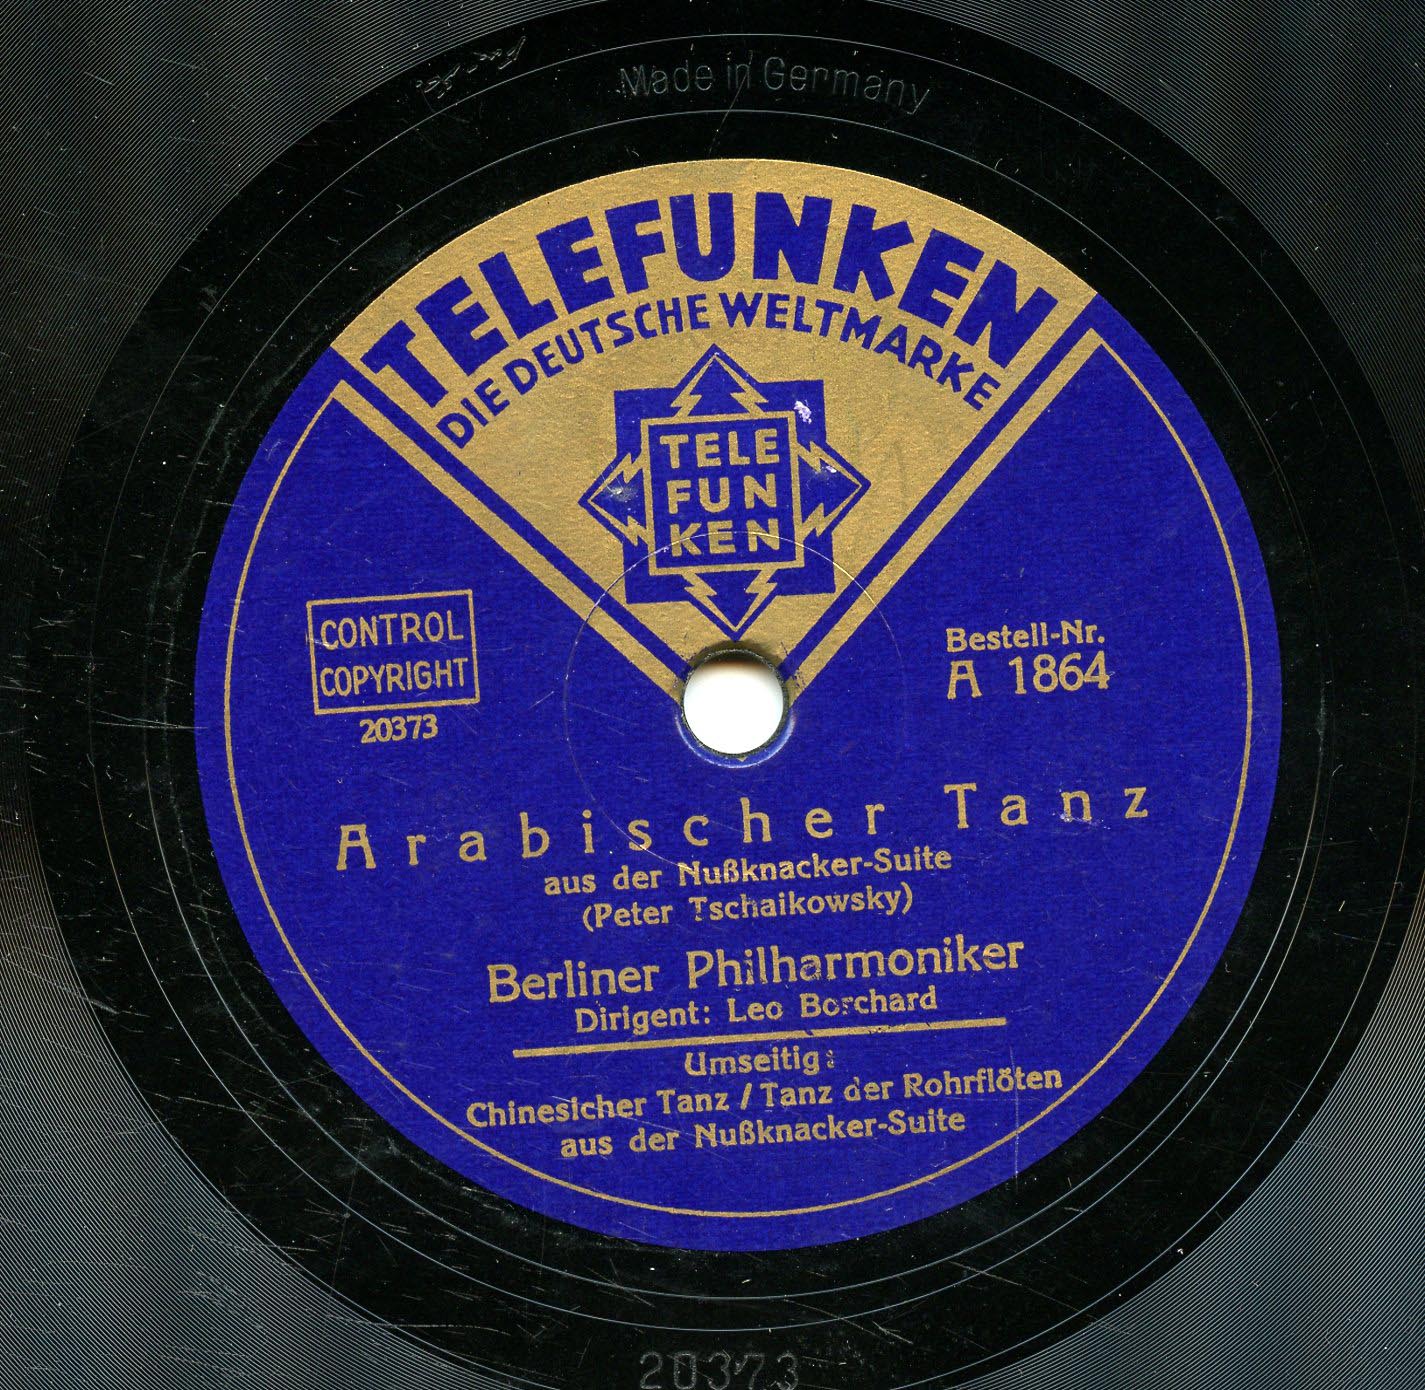 Made in Germany
TELEFUNKEN
DIE DEUTSCHE WELTMARKE
TELE
FUN
KEN
CONTROL
COPYRIGHT
20373
Bestell-Nr.
A 1864
Arabischer Tanz
aus der Nußknacker-Suite
(Peter Tschaikowsky)
Berliner Philharmoniker
Dirigent: Leo Borchard
Umseitig:
Chinesicher Tanz / Tanz der Rohrflöten
aus der Nußknacker-Suite
20373